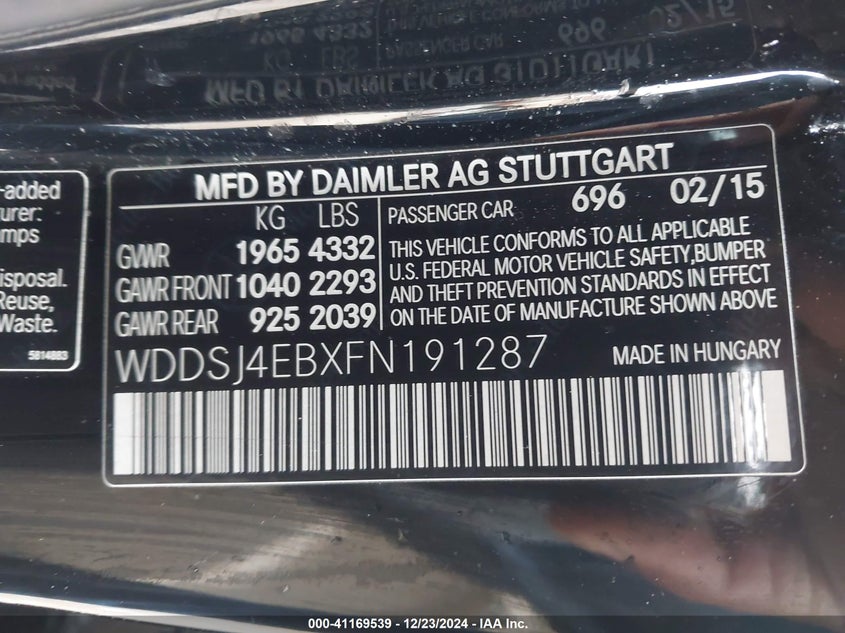 MFD BY DAIMLER AG STUTTGART
KG LBS
GVWR 1965 4332
GAWR FRONT 1040 2293
GAWR REAR 925 2039
PASSENGER CAR 696 02/15
THIS VEHICLE CONFORMS TO ALL APPLICABLE
U.S. FEDERAL MOTOR VEHICLE SAFETY,BUMPER
AND THEFT PREVENTION STANDARDS IN EFFECT
ON THE DATE OF MANUFACTURE SHOWN ABOVE
WDDSJ4EBXFN191287 MADE IN HUNGARY
-added
urer:
mps
disposal.
Reuse,
Waste.
5814883
000-41169539 - 12/23/2024 - IAA Inc.